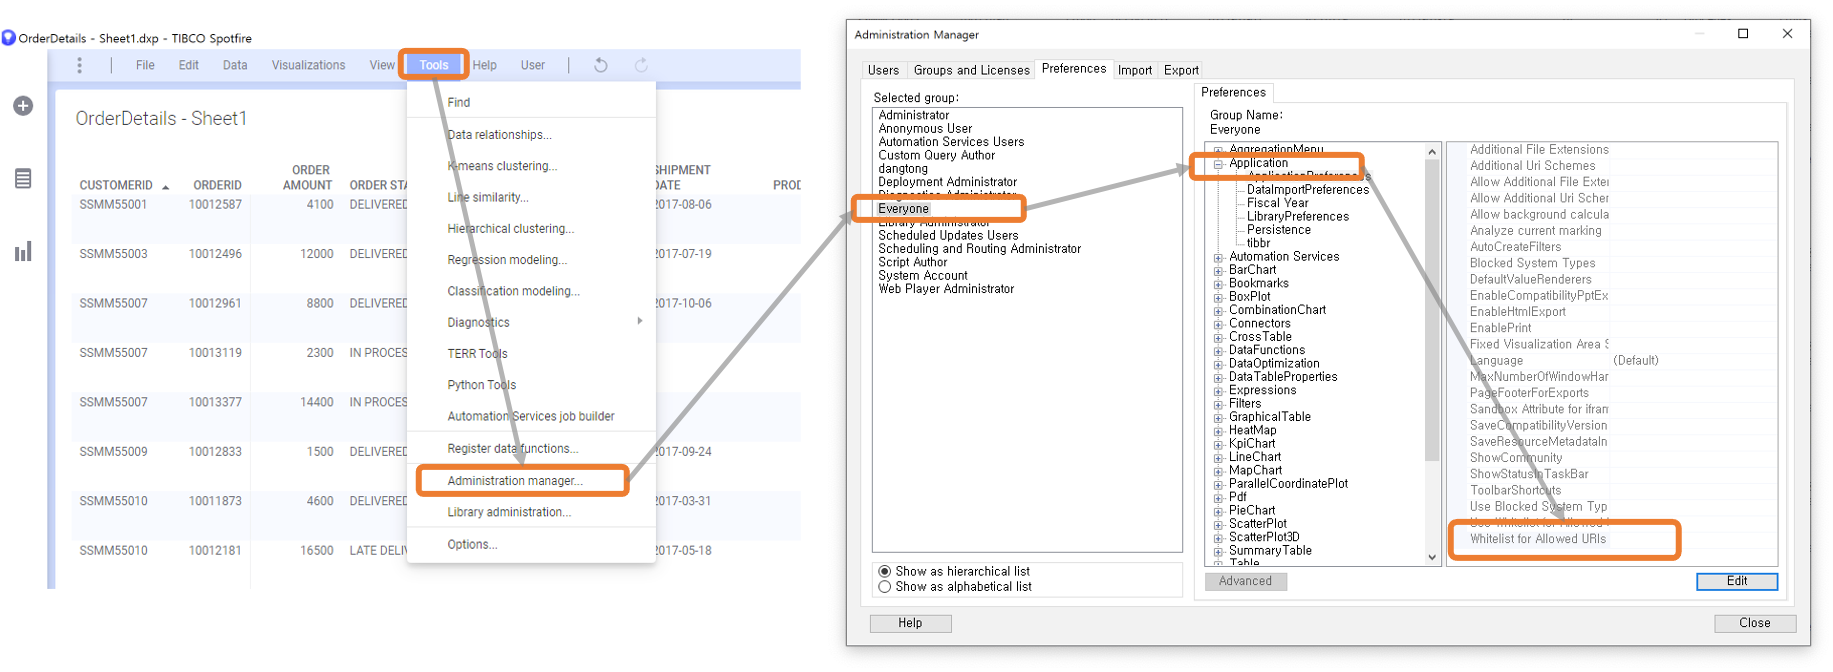 OrderDetails - Sheet1.dxp - TIBCO Spotfire
File Edit Data Visualizations View Tools Help User
OrderDetails - Sheet1
CUSTOMERID ORDERID ORDER AMOUNT ORDER STA SHIPMENT DATE PROD
SSMM55001 10012587 4100 DELIVERED 2017-08-06
SSMM55003 10012496 12000 DELIVERED 2017-07-19
SSMM55007 10012961 8800 DELIVERED 2017-10-06
SSMM55007 10013119 2300 IN PROCES
SSMM55007 10013377 14400 IN PROCES
SSMM55009 10012833 1500 DELIVERED 2017-09-24
SSMM55010 10011873 4600 DELIVERED 2017-03-31
SSMM55010 10012181 16500 LATE DELIV 2017-05-18
Find
Data relationships...
K-means clustering...
Line similarity...
Hierarchical clustering...
Regression modeling...
Classification modeling...
Diagnostics
TERR Tools
Python Tools
Automation Services job builder
Register data functions...
Administration manager...
Library administration...
Options...
Administration Manager
Users Groups and Licenses Preferences Import Export
Selected group:
Administrator
Anonymous User
Automation Services Users
Custom Query Author
dangtong
Deployment Administrator
Diagnostics Administrator
Everyone
Library Administrator
Scheduled Updates Users
Scheduling and Routing Administrator
Script Author
System Account
Web Player Administrator
Show as hierarchical list
Show as alphabetical list
Help
Preferences
Group Name:
Everyone
AggregationMenu
Application
ApplicationPreferences
DataImportPreferences
Fiscal Year
LibraryPreferences
Persistence
tibbr
Automation Services
BarChart
Bookmarks
BoxPlot
CombinationChart
Connectors
CrossTable
DataFunctions
DataOptimization
DataTableProperties
Expressions
Filters
GraphicalTable
HeatMap
KpiChart
LineChart
MapChart
ParallelCoordinatePlot
Pdf
PieChart
ScatterPlot
ScatterPlot3D
SummaryTable
Table
Advanced
Additional File Extensions
Additional Uri Schemes
Allow Additional File Exter
Allow Additional Uri Scher
Allow background calcula
Analyze current marking
AutoCreateFilters
Blocked System Types
DefaultValueRenderers
EnableCompatibilityPptEx
EnableHtmlExport
EnablePrint
Fixed Visualization Area S
Language (Default)
MaxNumberOfWindowHar
PageFooterForExports
Sandbox Attribute for ifran
SaveCompatibilityVersion
SaveResourceMetadataIn
ShowCommunity
ShowStatusInTaskBar
ToolbarShortcuts
Use Blocked System Typ
Use Whitelist for Allowed
Whitelist for Allowed URIs
Edit
Close